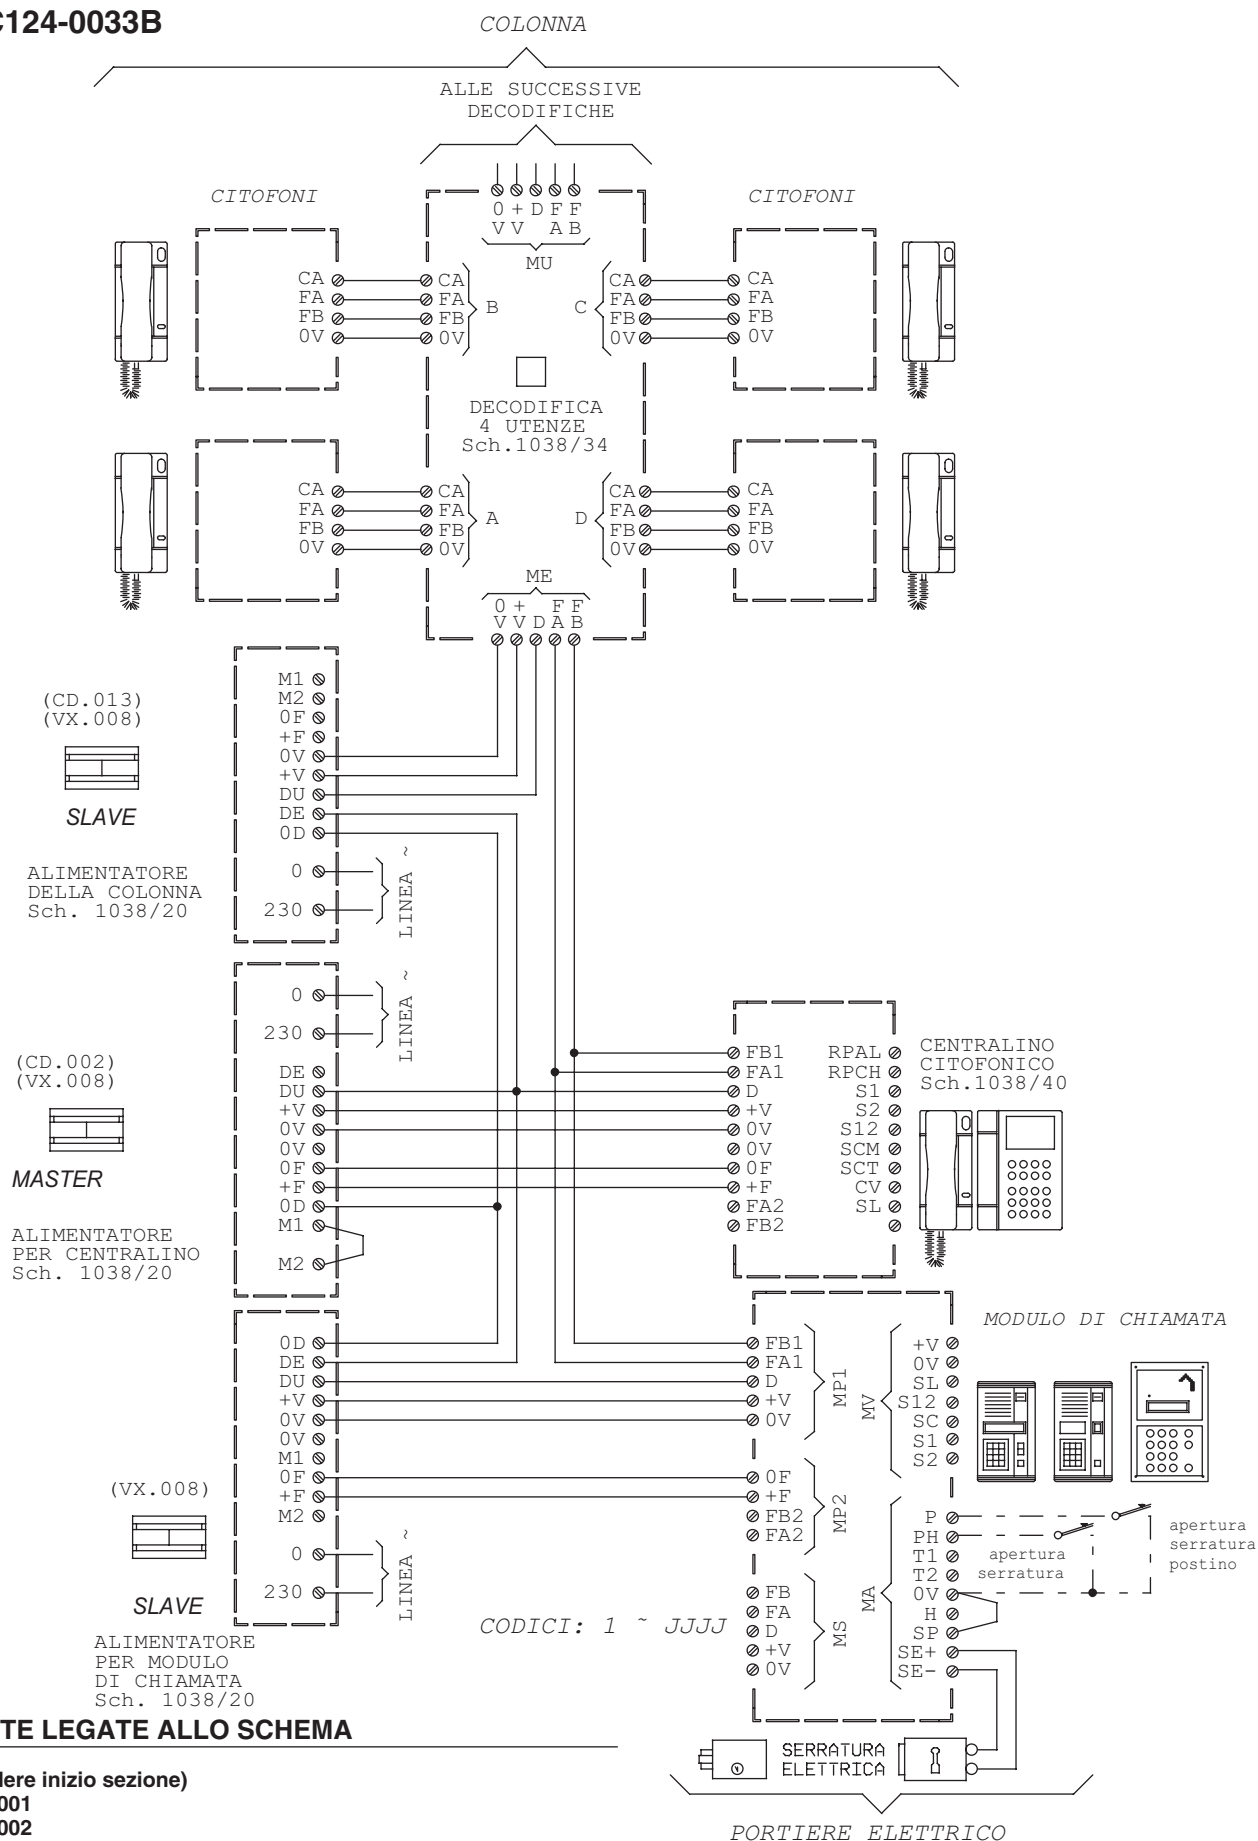 C124-0033B
COLONNA
ALLE SUCCESSIVE
DECODIFICHE
CITOFONI
CITOFONI
0 + D F F
V V A B
MU
CA CA CA CA
FA FA FA FA
B C
FB FB FB FB
0V 0V 0V 0V
DECODIFICA
4 UTENZE
Sch.1038/34
CA CA CA CA
FA FA FA FA
A D
FB FB FB FB
0V 0V 0V 0V
ME
0 + F F
V V D A B
(CD.013)
(VX.008)
SLAVE
ALIMENTATORE
DELLA COLONNA
Sch. 1038/20
M1
M2
0F
+F
0V
+V
DU
DE
0D
0
230
LINEA ~
(CD.002)
(VX.008)
MASTER
ALIMENTATORE
PER CENTRALINO
Sch. 1038/20
0
230
LINEA ~
DE
DU
+V
0V
0V
0F
+F
0D
M1
M2
FB1 RPAL
FA1 RPCH
D S1
+V S2
0V S12
0V SCM
0F SCT
+F CV
FA2 SL
FB2
CENTRALINO
CITOFONICO
Sch.1038/40
(VX.008)
SLAVE
ALIMENTATORE
PER MODULO
DI CHIAMATA
Sch. 1038/20
0D
DE
DU
+V
0V
0V
M1
0F
+F
M2
0
230
LINEA ~
MODULO DI CHIAMATA
FB1
FA1
D
+V
0V
MP1
0F
+F
FB2
FA2
MP2
FB
FA
D
+V
0V
MS
+V
0V
SL
S12
SC
S1
S2
MV
P
PH
T1
T2
0V
H
SP
SE+
SE-
MA
apertura
serratura
apertura
serratura
postino
CODICI: 1 ~ JJJJ
SERRATURA
ELETTRICA
PORTIERE ELETTRICO
TE LEGATE ALLO SCHEMA
dere inizio sezione)
001
002